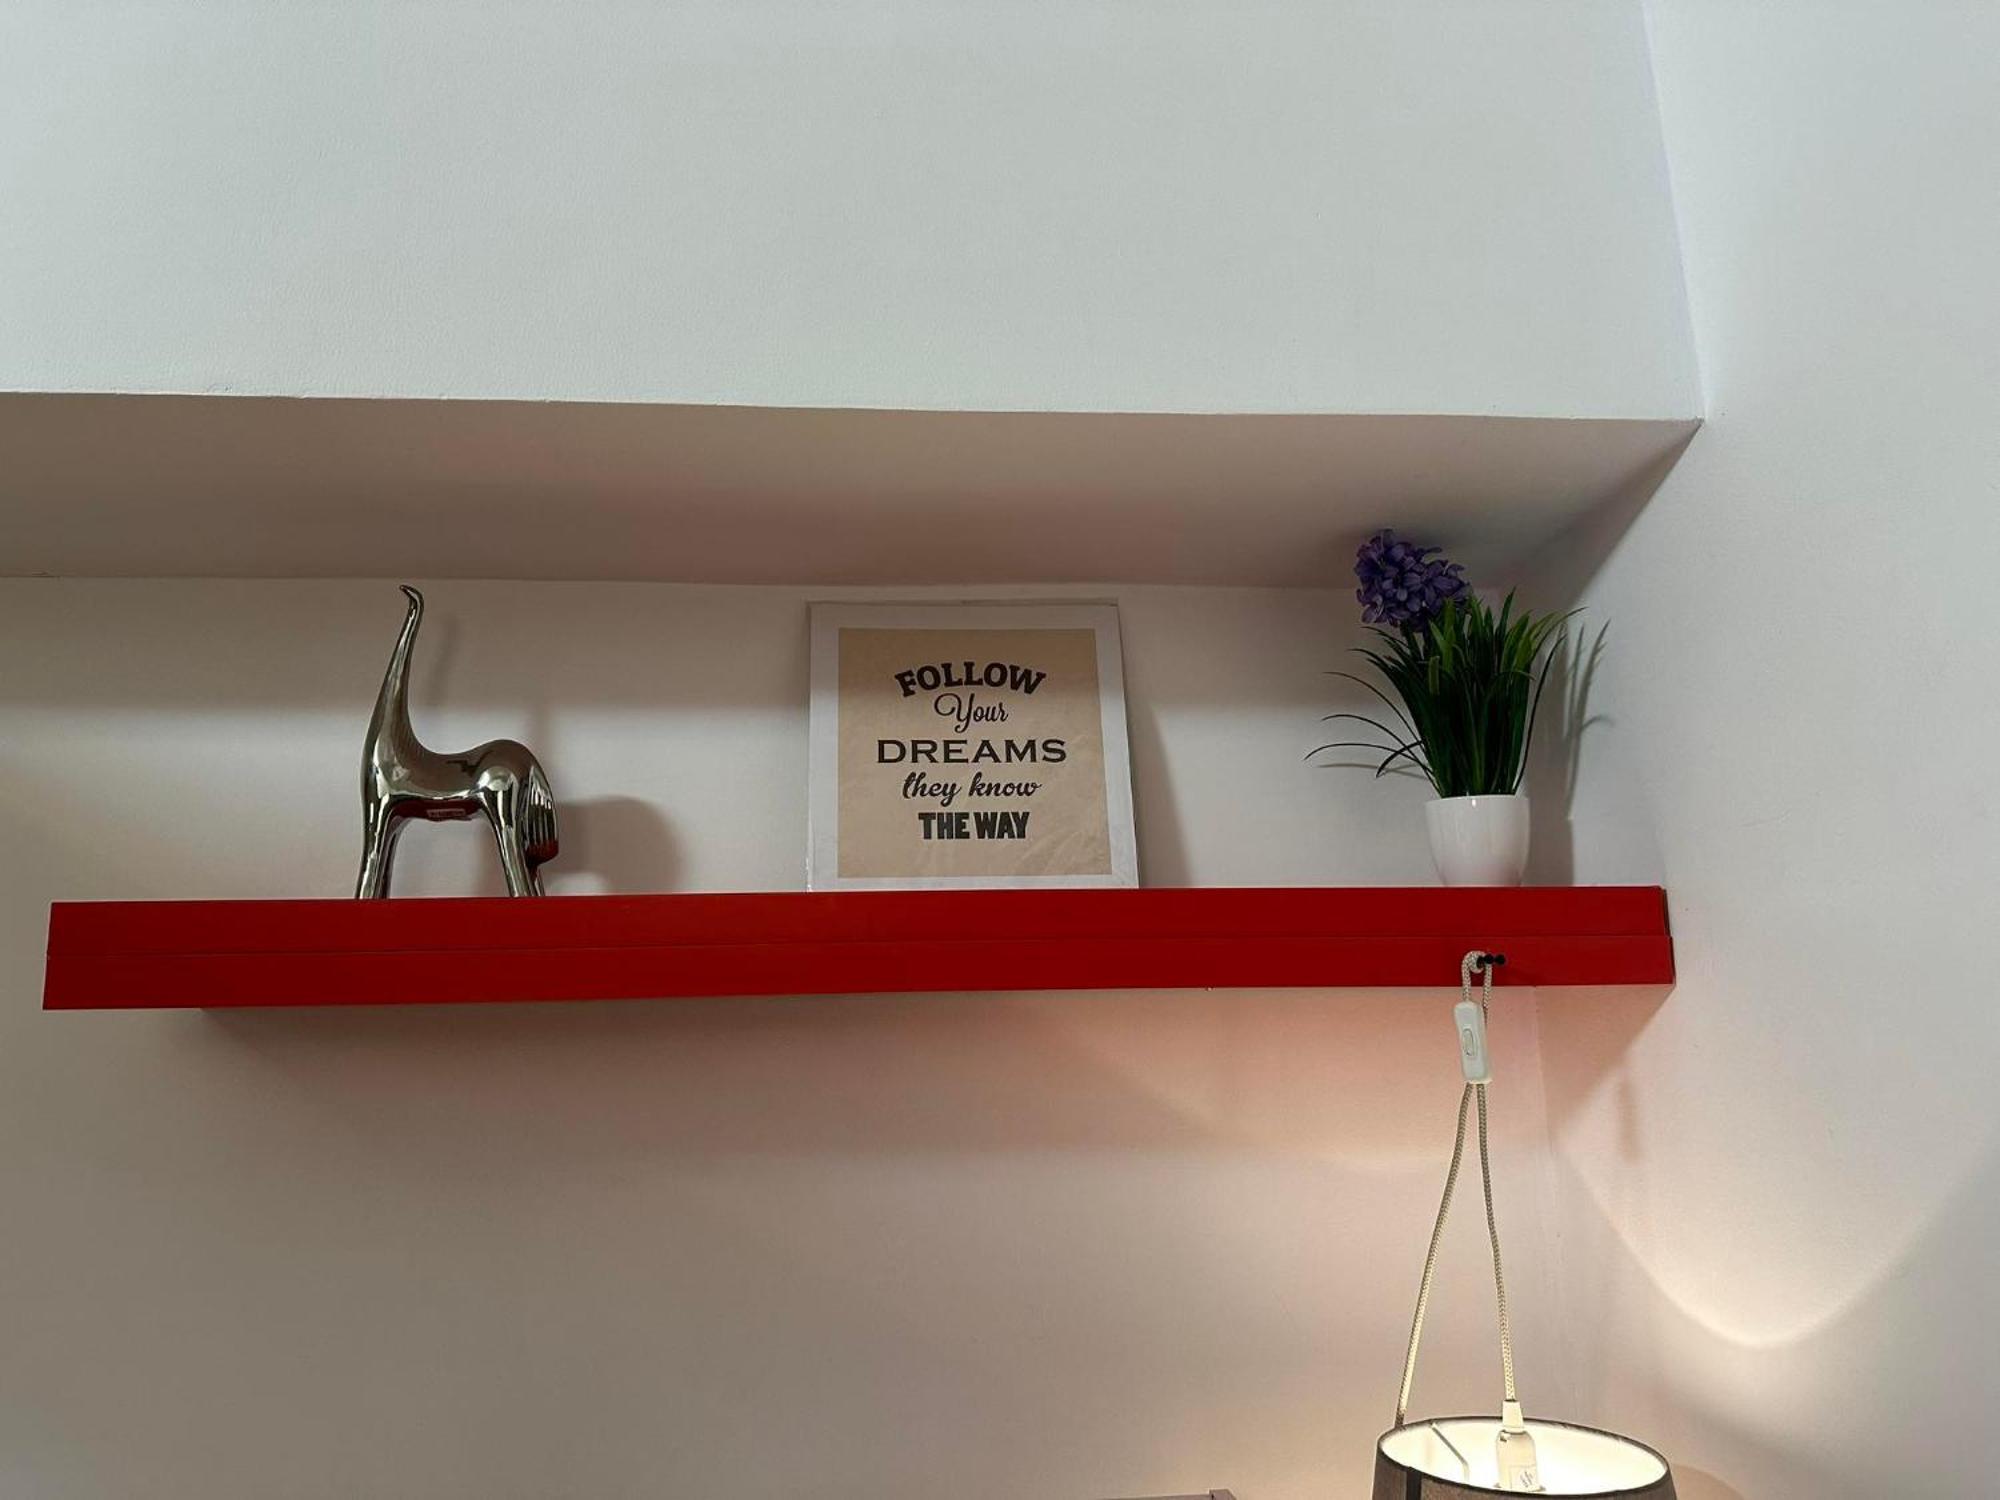 FOLLOW
Your
DREAMS
they know
THE WAY